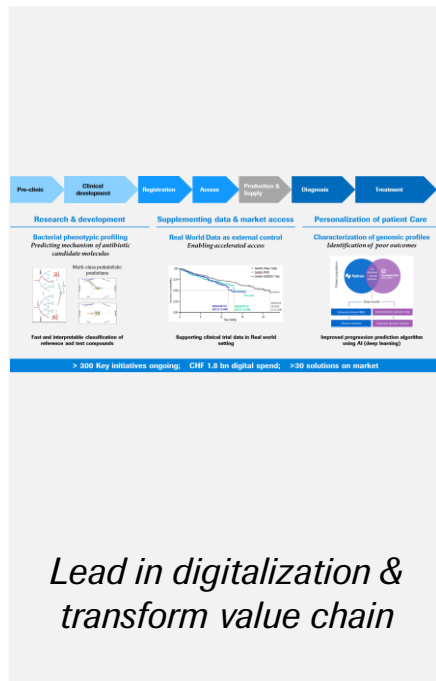 Pre-clinic
Clinical
development
Registration
Access
Production &
Supply
Diagnosis
Treatment
Research & development
Supplementing data & market access
Personalization of patient Care
Bacterial phenotypic profiling
Predicting mechanism of antibiotic
candidate molecules
Real World Data as external control
Enabling accelerated access
Characterization of genomic profiles
Identification of poor outcomes
Multi-class probabilistic
predictions
flatiron
Fast and interpretable classification of
reference and test compounds
Supporting clinical trial data in Real world
setting
Improved progression prediction algorithm
using AI (deep learning)
> 300 Key initiatives ongoing; CHF 1.8 bn digital spend; >30 solutions on market
Lead in digitalization &
transform value chain